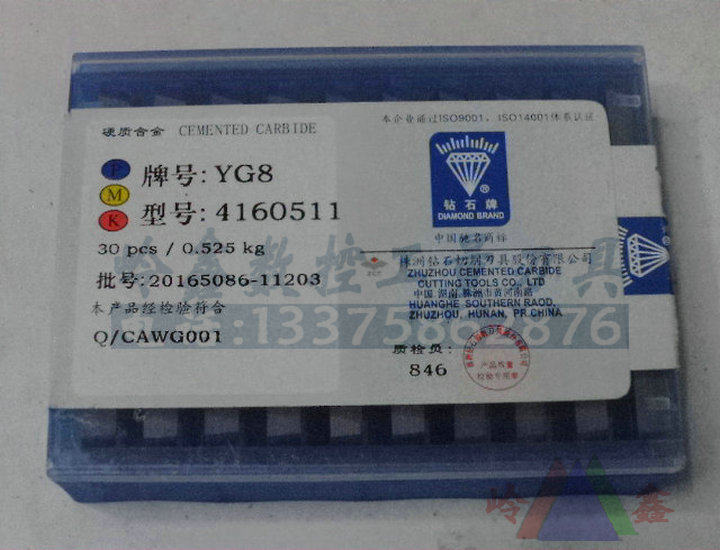 硬质合金 CEMENTED CARBIDE
本企业通过ISO9001、ISO14001体系认证
P
M
K
牌号: YG8
型号: 4160511
30 pcs / 0.525 kg
批号: 20165086-11203
本产品经检验符合
Q/CAWG001
钻石牌
®
DIAMOND BRAND
中国驰名商标
株洲钻石切削刀具股份有限公司
ZHUZHOU CEMENTED CARBIDE
CUTTING TOOLS CO., LTD
中国.湖南.株洲市黄河南路
HUANGHE SOUTHERN RAOD,
ZHUZHOU, HUNAN, PR.CHINA
质检员:
846
产品质量
检验专用章
岭鑫数控工具
:13375862876
岭鑫